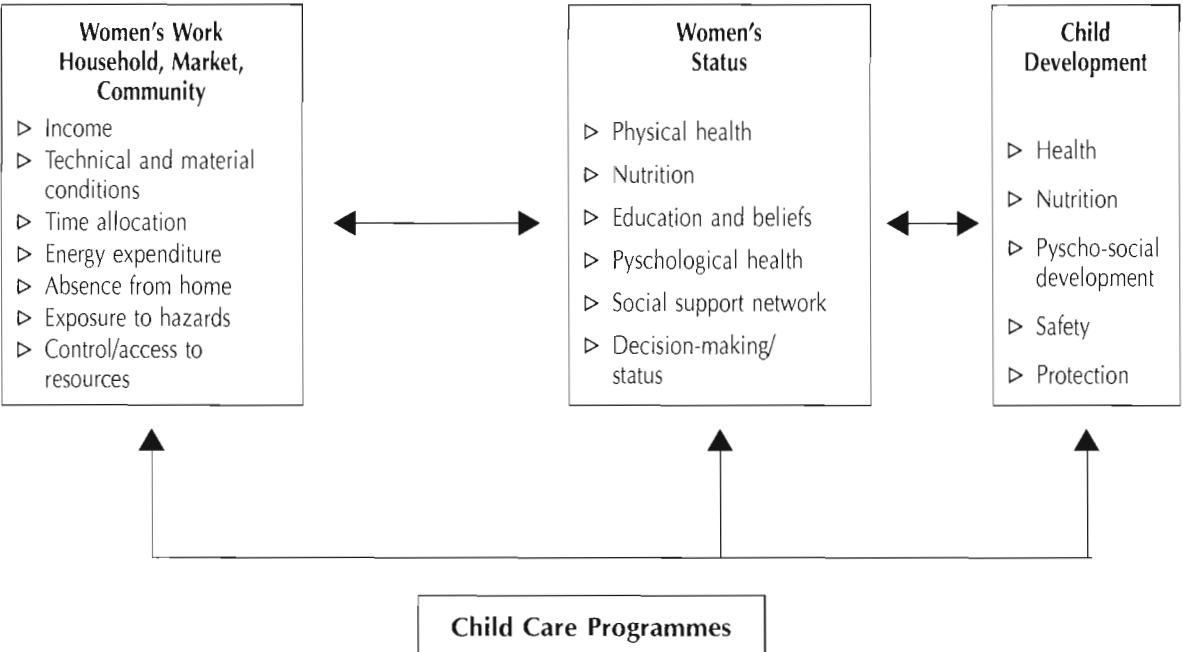 Women's Work
Household, Market,
Community
▷ Income
▷ Technical and material
conditions
▷ Time allocation
▷ Energy expenditure
▷ Absence from home
▷ Exposure to hazards
▷ Control/access to
resources
Women's
Status
▷ Physical health
▷ Nutrition
▷ Education and beliefs
▷ Pyschological health
▷ Social support network
▷ Decision-making/
status
Child
Development
▷ Health
▷ Nutrition
▷ Pyscho-social
development
▷ Safety
▷ Protection
Child Care Programmes